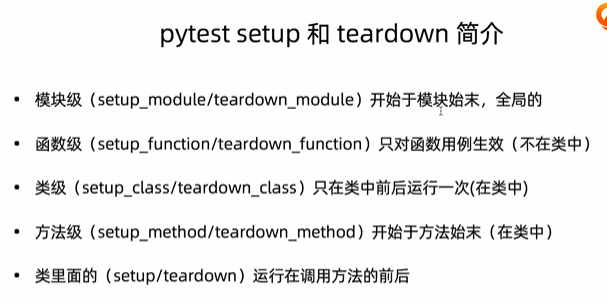 pytest setup 和 teardown 简介
• 模块级（setup_module/teardown_module）开始于模块始末，全局的
• 函数级（setup_function/teardown_function）只对函数用例生效（不在类中）
• 类级（setup_class/teardown_class）只在类中前后运行一次(在类中)
• 方法级（setup_method/teardown_method）开始于方法始末（在类中）
• 类里面的（setup/teardown）运行在调用方法的前后